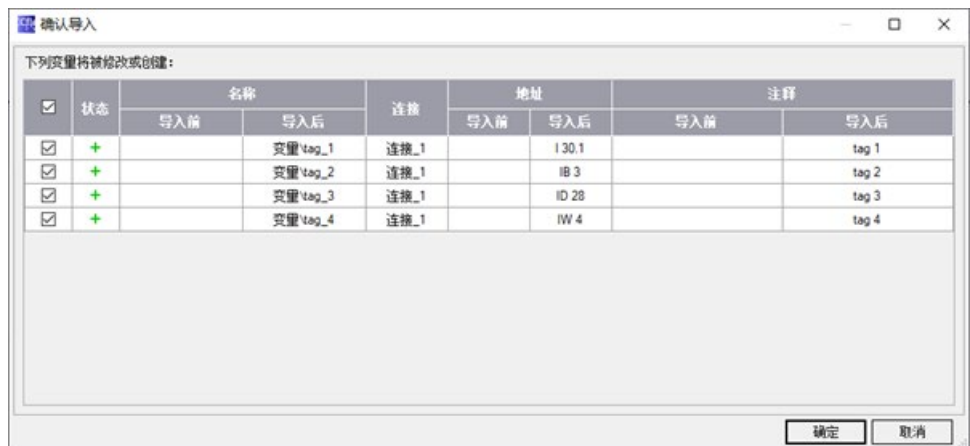 确认导入
下列变量将被修改或创建：
状态 名称 连接 地址 注释
导入前 导入后 导入前 导入后 导入前 导入后
+ 变量\tag_1 连接_1 I 30.1 tag 1
+ 变量\tag_2 连接_1 IB 3 tag 2
+ 变量\tag_3 连接_1 ID 28 tag 3
+ 变量\tag_4 连接_1 IW 4 tag 4
确定 取消